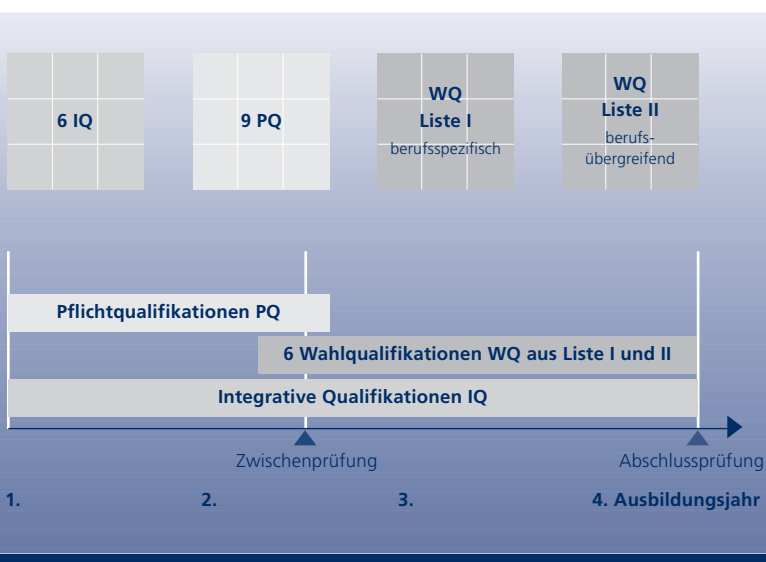 6 IQ
9 PQ
WQ
Liste I
berufsspezifisch
WQ
Liste II
berufs-
übergreifend
Pflichtqualifikationen PQ
6 Wahlqualifikationen WQ aus Liste I und II
Integrative Qualifikationen IQ
Zwischenprüfung
Abschlussprüfung
1.
2.
3.
4. Ausbildungsjahr